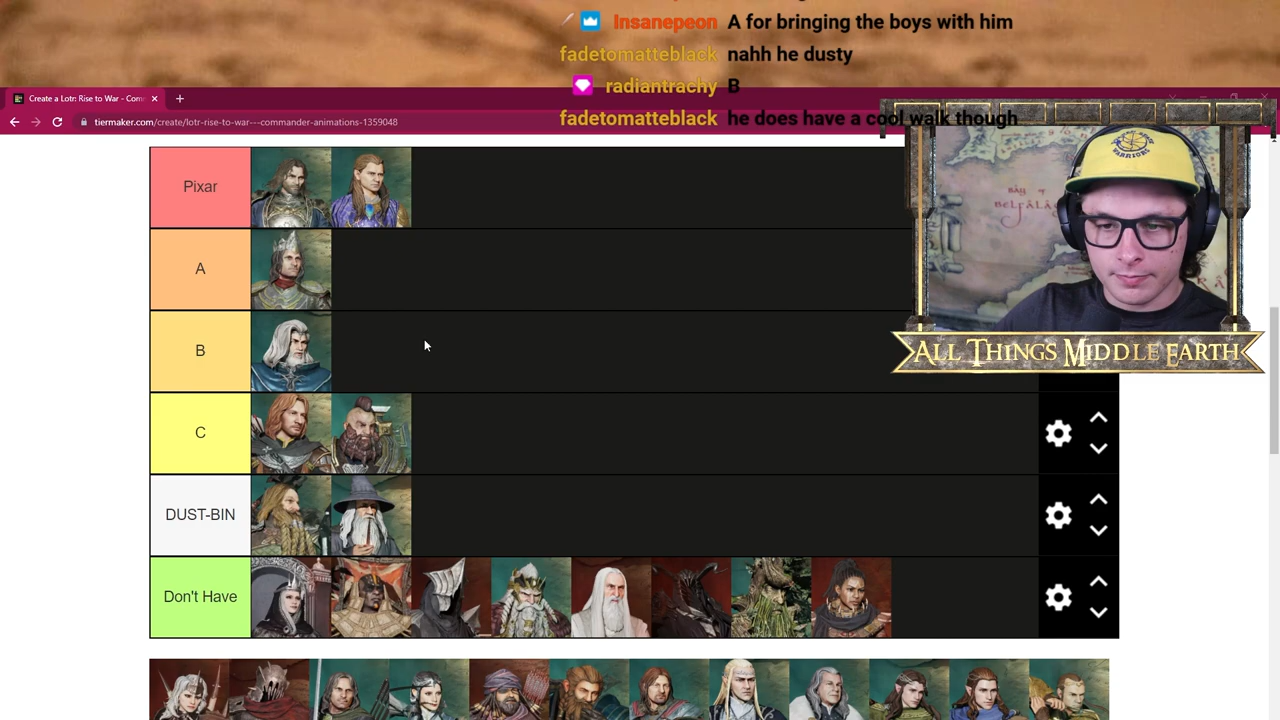 Insanepeon A for bringing the boys with him
fadetomatteblack nahh he dusty
radiantrachy B
Create a Lotr: Rise to War - Com
fadetomatteblack he does have a cool walk though
tiermaker.com/create/lotr-rise-to-war---commander-animations-1359048
Pixar
A
B
C
DUST-BIN
Don't Have
BELFALAS
WARRIORS
ALL THINGS MIDDLE EARTH